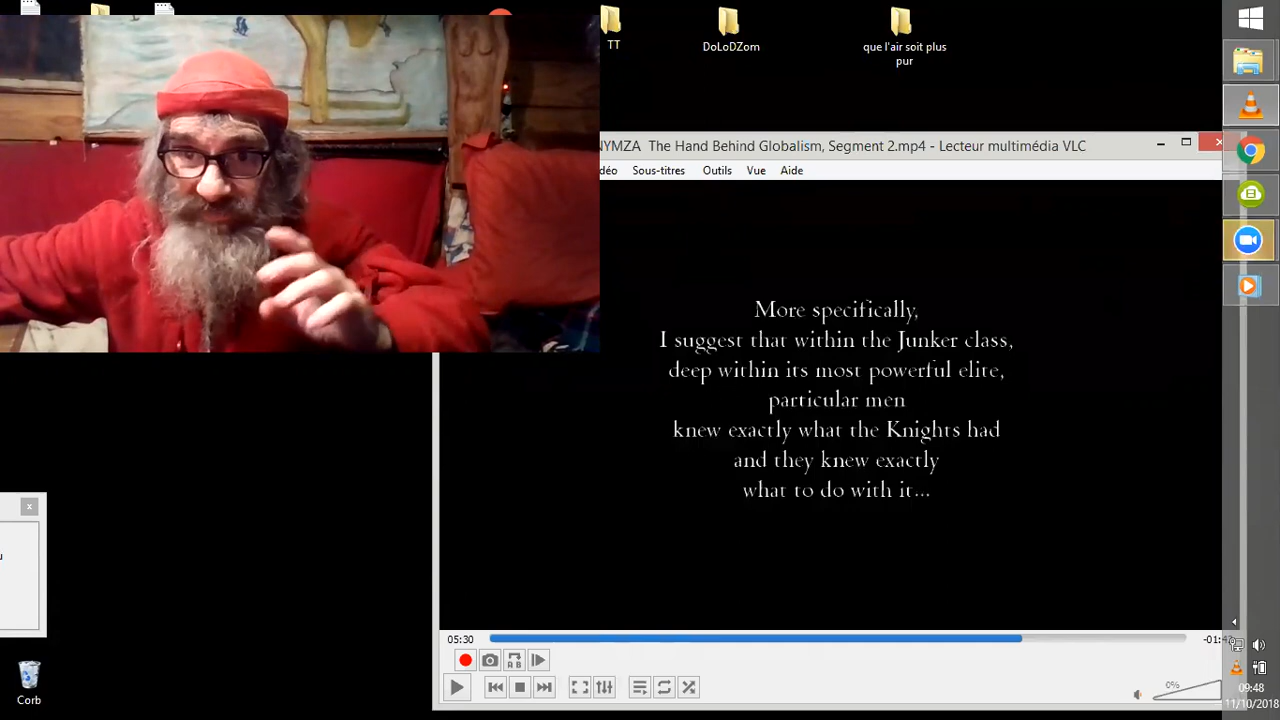 TT
DoLoDZom
que l'air soit plus
pur
NYMZA The Hand Behind Globalism, Segment 2.mp4 - Lecteur multimédia VLC
Sous-titres
Outils
Vue
Aide
More specifically,
I suggest that within the Junker class,
deep within its most powerful elite,
particular men
knew exactly what the Knights had
and they knew exactly
what to do with it...
x
u
05:30
A B
0%
Corb
09:48
11/10/2018